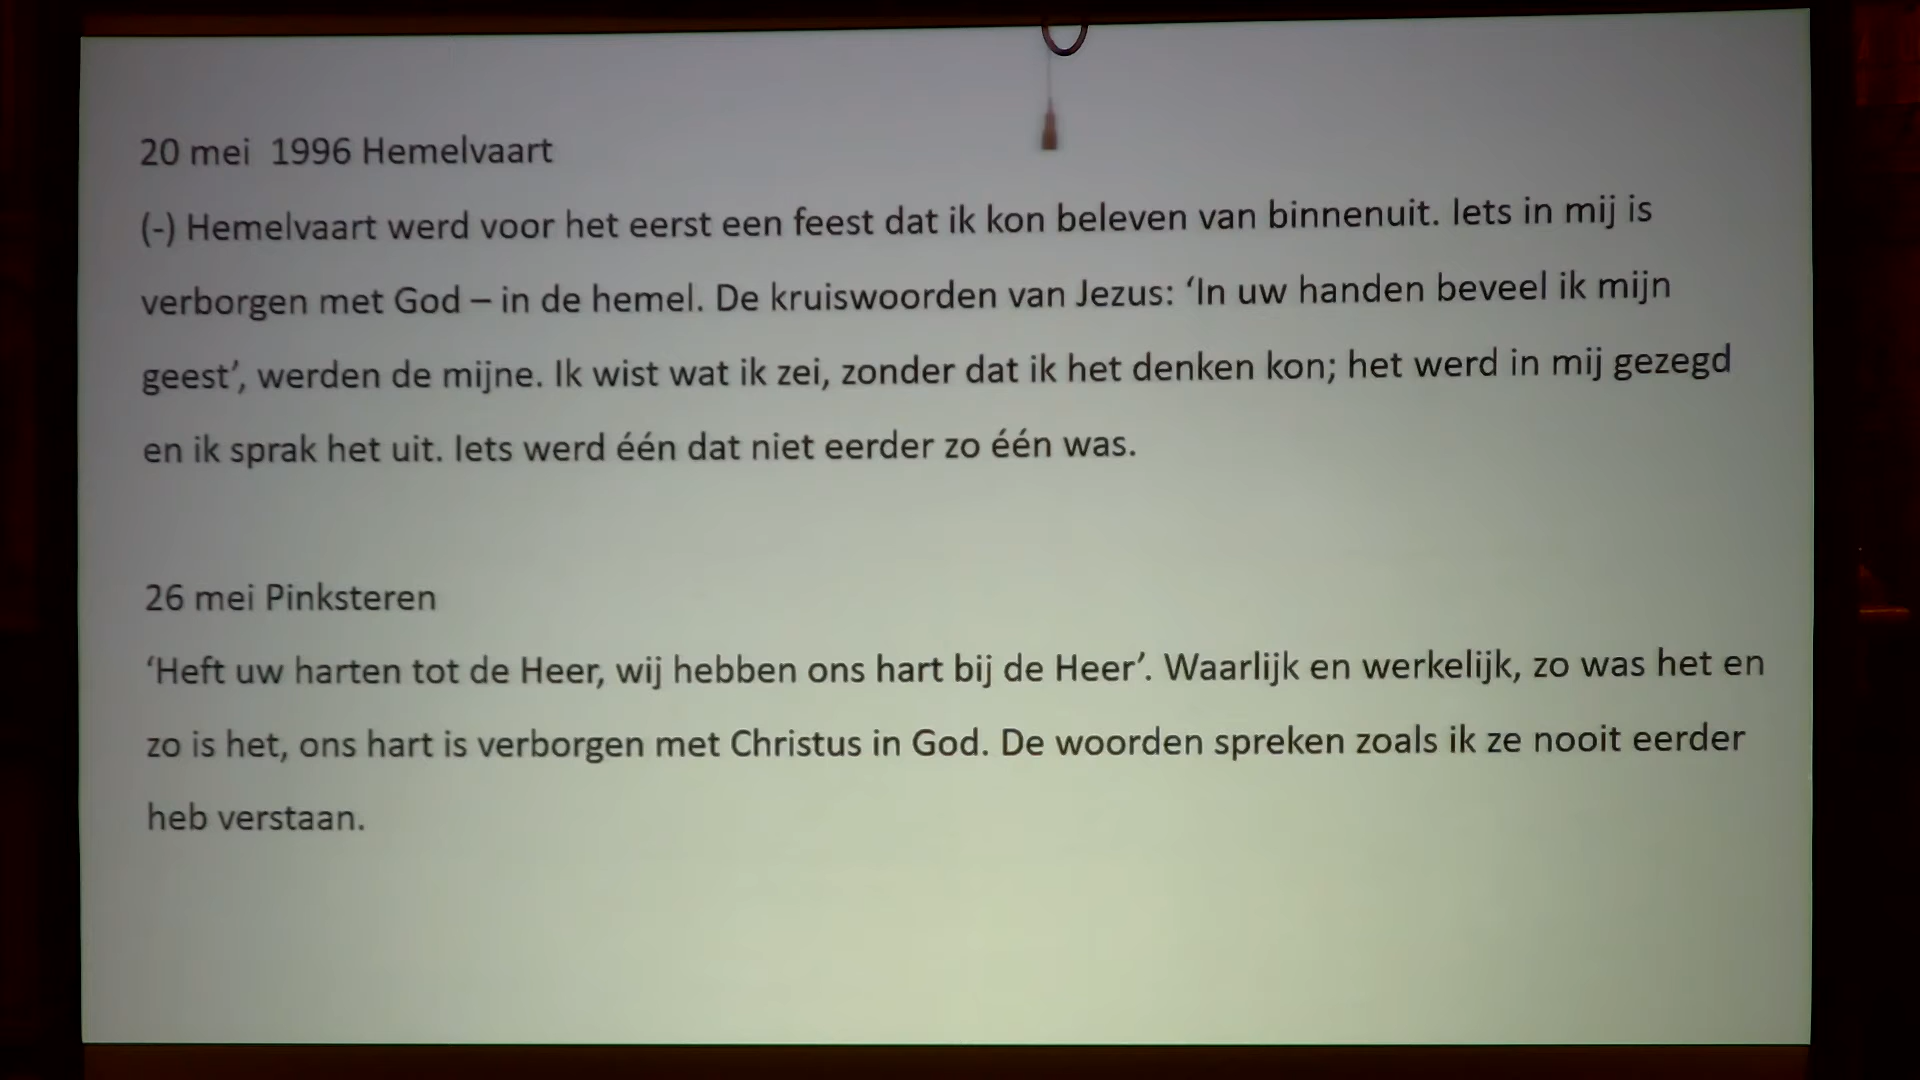 20 mei  1996 Hemelvaart
(-) Hemelvaart werd voor het eerst een feest dat ik kon beleven van binnenuit. Iets in mij is
verborgen met God – in de hemel. De kruiswoorden van Jezus: ‘In uw handen beveel ik mijn
geest’, werden de mijne. Ik wist wat ik zei, zonder dat ik het denken kon; het werd in mij gezegd
en ik sprak het uit. Iets werd één dat niet eerder zo één was.
26 mei Pinksteren
‘Heft uw harten tot de Heer, wij hebben ons hart bij de Heer’. Waarlijk en werkelijk, zo was het en
zo is het, ons hart is verborgen met Christus in God. De woorden spreken zoals ik ze nooit eerder
heb verstaan.